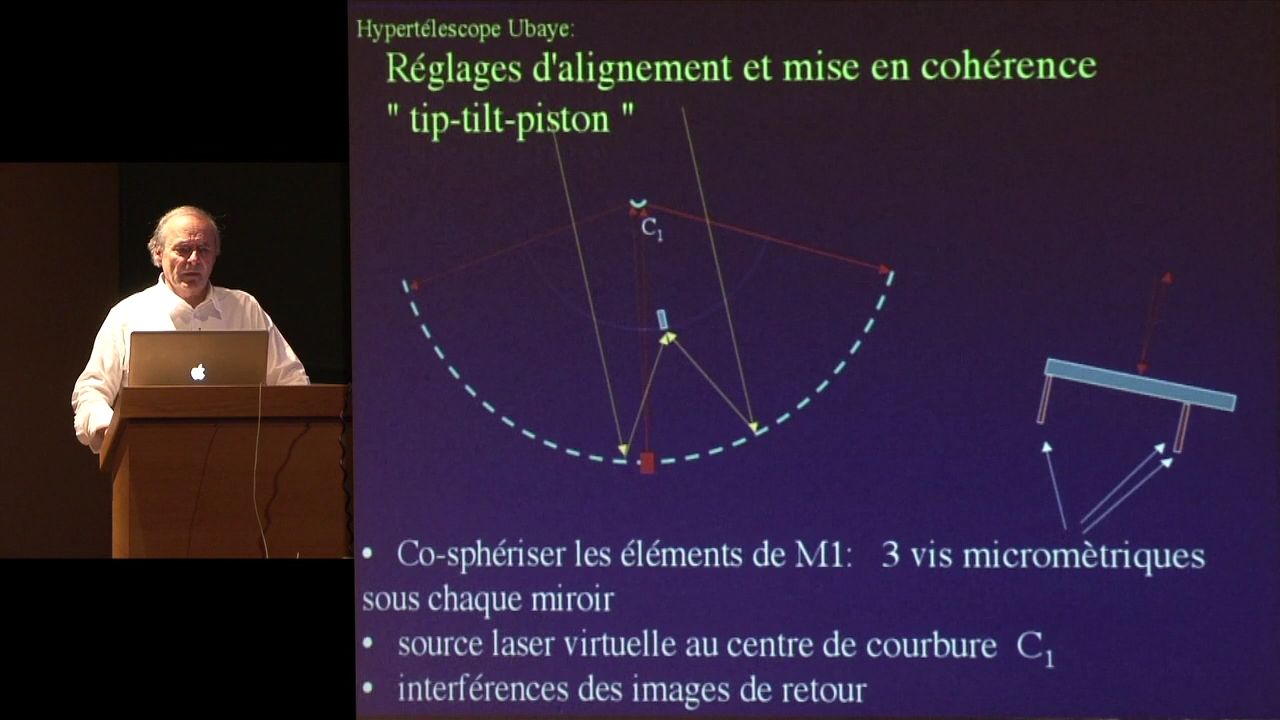 Hypertélescope Ubaye:
Réglages d'alignement et mise en cohérence
" tip-tilt-piston "
C1
• Co-sphériser les éléments de M1: 3 vis micromètriques
sous chaque miroir
• source laser virtuelle au centre de courbure C1
• interférences des images de retour